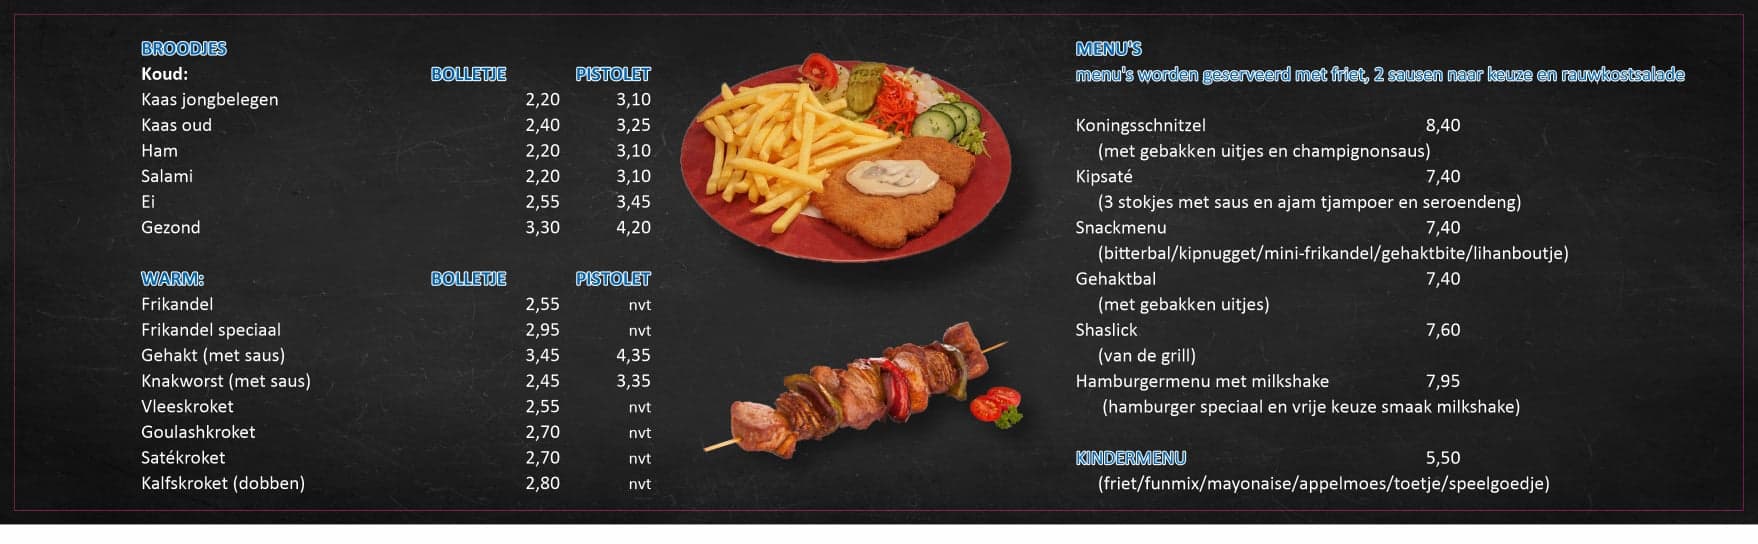 BROODJES
Koud: BOLLETJE PISTOLET
Kaas jongbelegen 2,20 3,10
Kaas oud 2,40 3,25
Ham 2,20 3,10
Salami 2,20 3,10
Ei 2,55 3,45
Gezond 3,30 4,20
WARM: BOLLETJE PISTOLET
Frikandel 2,55 nvt
Frikandel speciaal 2,95 nvt
Gehakt (met saus) 3,45 4,35
Knakworst (met saus) 2,45 3,35
Vleeskroket 2,55 nvt
Goulashkroket 2,70 nvt
Satékroket 2,70 nvt
Kalfskroket (dobben) 2,80 nvt
MENU'S
menu's worden geserveerd met friet, 2 sausen naar keuze en rauwkostsalade
Koningsschnitzel 8,40
(met gebakken uitjes en champignonsaus)
Kipsaté 7,40
(3 stokjes met saus en ajam tjampoer en seroendeng)
Snackmenu 7,40
(bitterbal/kipnugget/mini-frikandel/gehaktbite/lihanboutje)
Gehaktbal 7,40
(met gebakken uitjes)
Shaslick 7,60
(van de grill)
Hamburgermenu met milkshake 7,95
(hamburger speciaal en vrije keuze smaak milkshake)
KINDERMENU 5,50
(friet/funmix/mayonaise/appelmoes/toetje/speelgoedje)